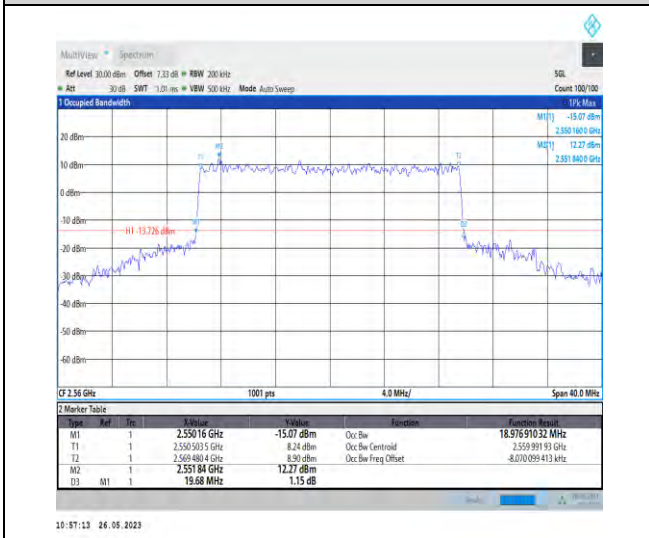 MultiView Spectrum
Ref Level 30.00 dBm Offset 7.33 dB RBW 200 kHz SGL
Att 30 dB SWT 1.01 ms VBW 500 kHz Mode Auto Sweep Count 100/100
1 Occupied Bandwidth 1Pk Max
M1[1] -15.07 dBm
2.550 160 0 GHz
M2[1] 12.27 dBm
2.551 840 0 GHz
20 dBm
M2
T1 T2
10 dBm
0 dBm
-10 dBm
M1 D3
H1 -13.726 dBm
-20 dBm
-30 dBm
-40 dBm
-50 dBm
-60 dBm
CF 2.56 GHz 1001 pts 4.0 MHz/ Span 40.0 MHz
2 Marker Table
Type Ref Trc X-Value Y-Value Function Function Result
M1 1 2.55016 GHz -15.07 dBm Occ Bw 18.976 910 32 MHz
T1 1 2.550 503 5 GHz 8.24 dBm Occ Bw Centroid 2.559 991 93 GHz
T2 1 2.569 480 4 GHz 8.90 dBm Occ Bw Freq Offset -8.070 099 413 kHz
M2 1 2.551 84 GHz 12.27 dBm
D3 M1 1 19.68 MHz 1.15 dB
10:57:13 26.05.2023